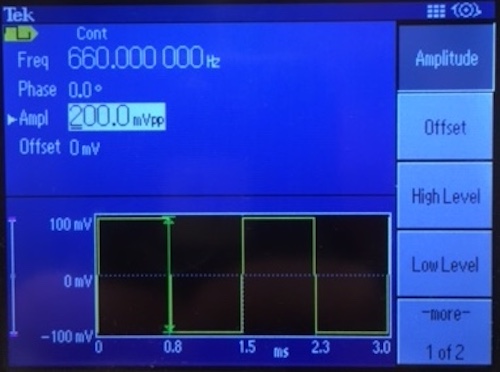 Tek
Cont
Freq 660.000 000 Hz
Phase 0.0 °
Ampl 200.0 mVpp
Offset 0 mV
Amplitude
Offset
High Level
Low Level
-more-
1 of 2
100 mV
0 mV
-100 mV
0 0.8 1.5 ms 2.3 3.0